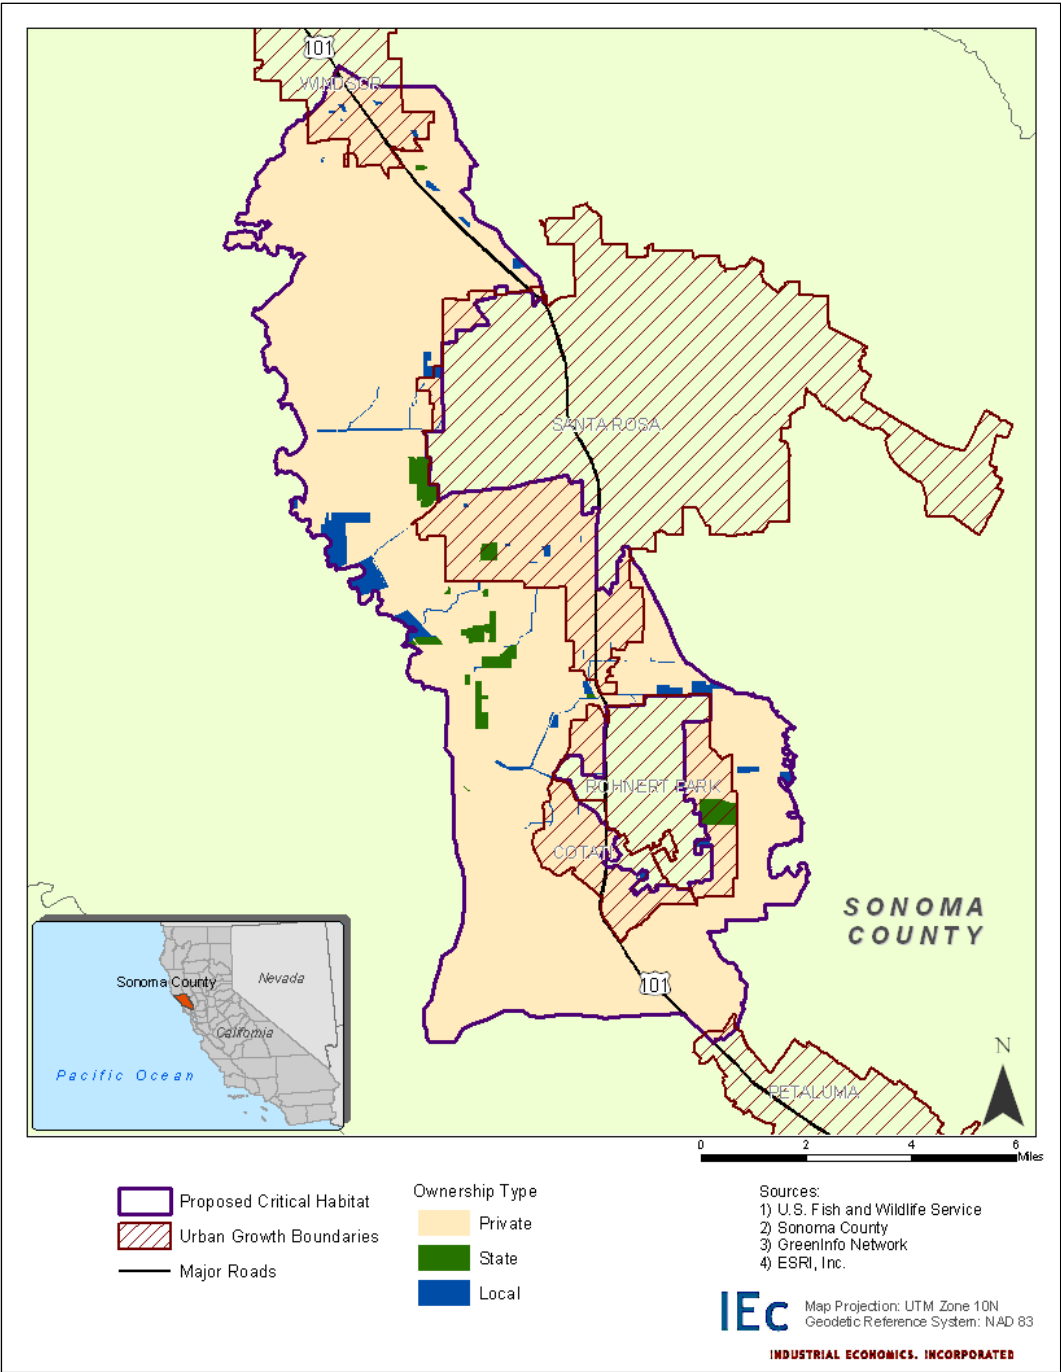 101
WINDSOR
SANTA ROSA
ROHNERT PARK
COTATI
SONOMA
COUNTY
101
PETALUMA
Sonoma County
Nevada
California
Pacific Ocean
N
0 2 4 6
Miles
Proposed Critical Habitat
Urban Growth Boundaries
Major Roads
Ownership Type
Private
State
Local
Sources:
1) U.S. Fish and Wildlife Service
2) Sonoma County
3) GreenInfo Network
4) ESRI, Inc.
IEc
Map Projection: UTM Zone 10N
Geodetic Reference System: NAD 83
INDUSTRIAL ECONOMICS, INCORPORATED